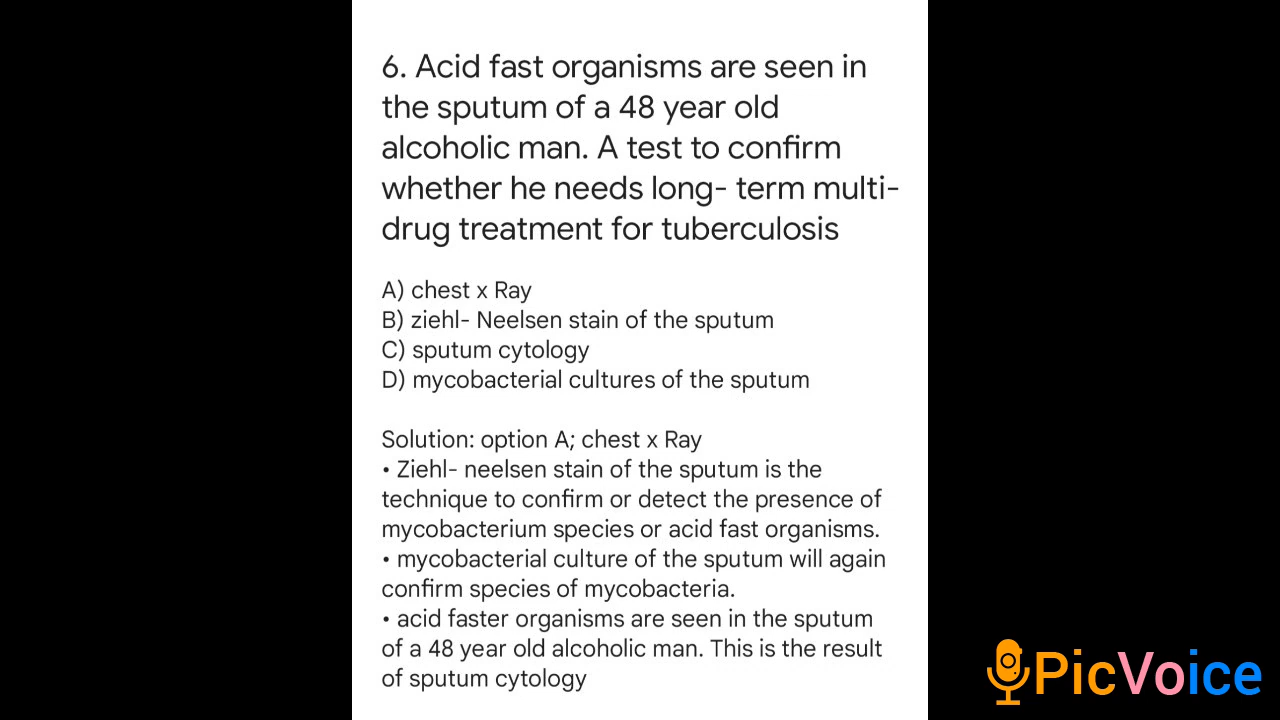 6. Acid fast organisms are seen in
the sputum of a 48 year old
alcoholic man. A test to confirm
whether he needs long- term multi-
drug treatment for tuberculosis
A) chest x Ray
B) ziehl- Neelsen stain of the sputum
C) sputum cytology
D) mycobacterial cultures of the sputum
Solution: option A; chest x Ray
• Ziehl- neelsen stain of the sputum is the
technique to confirm or detect the presence of
mycobacterium species or acid fast organisms.
• mycobacterial culture of the sputum will again
confirm species of mycobacteria.
• acid faster organisms are seen in the sputum
of a 48 year old alcoholic man. This is the result
of sputum cytology
PicVoice